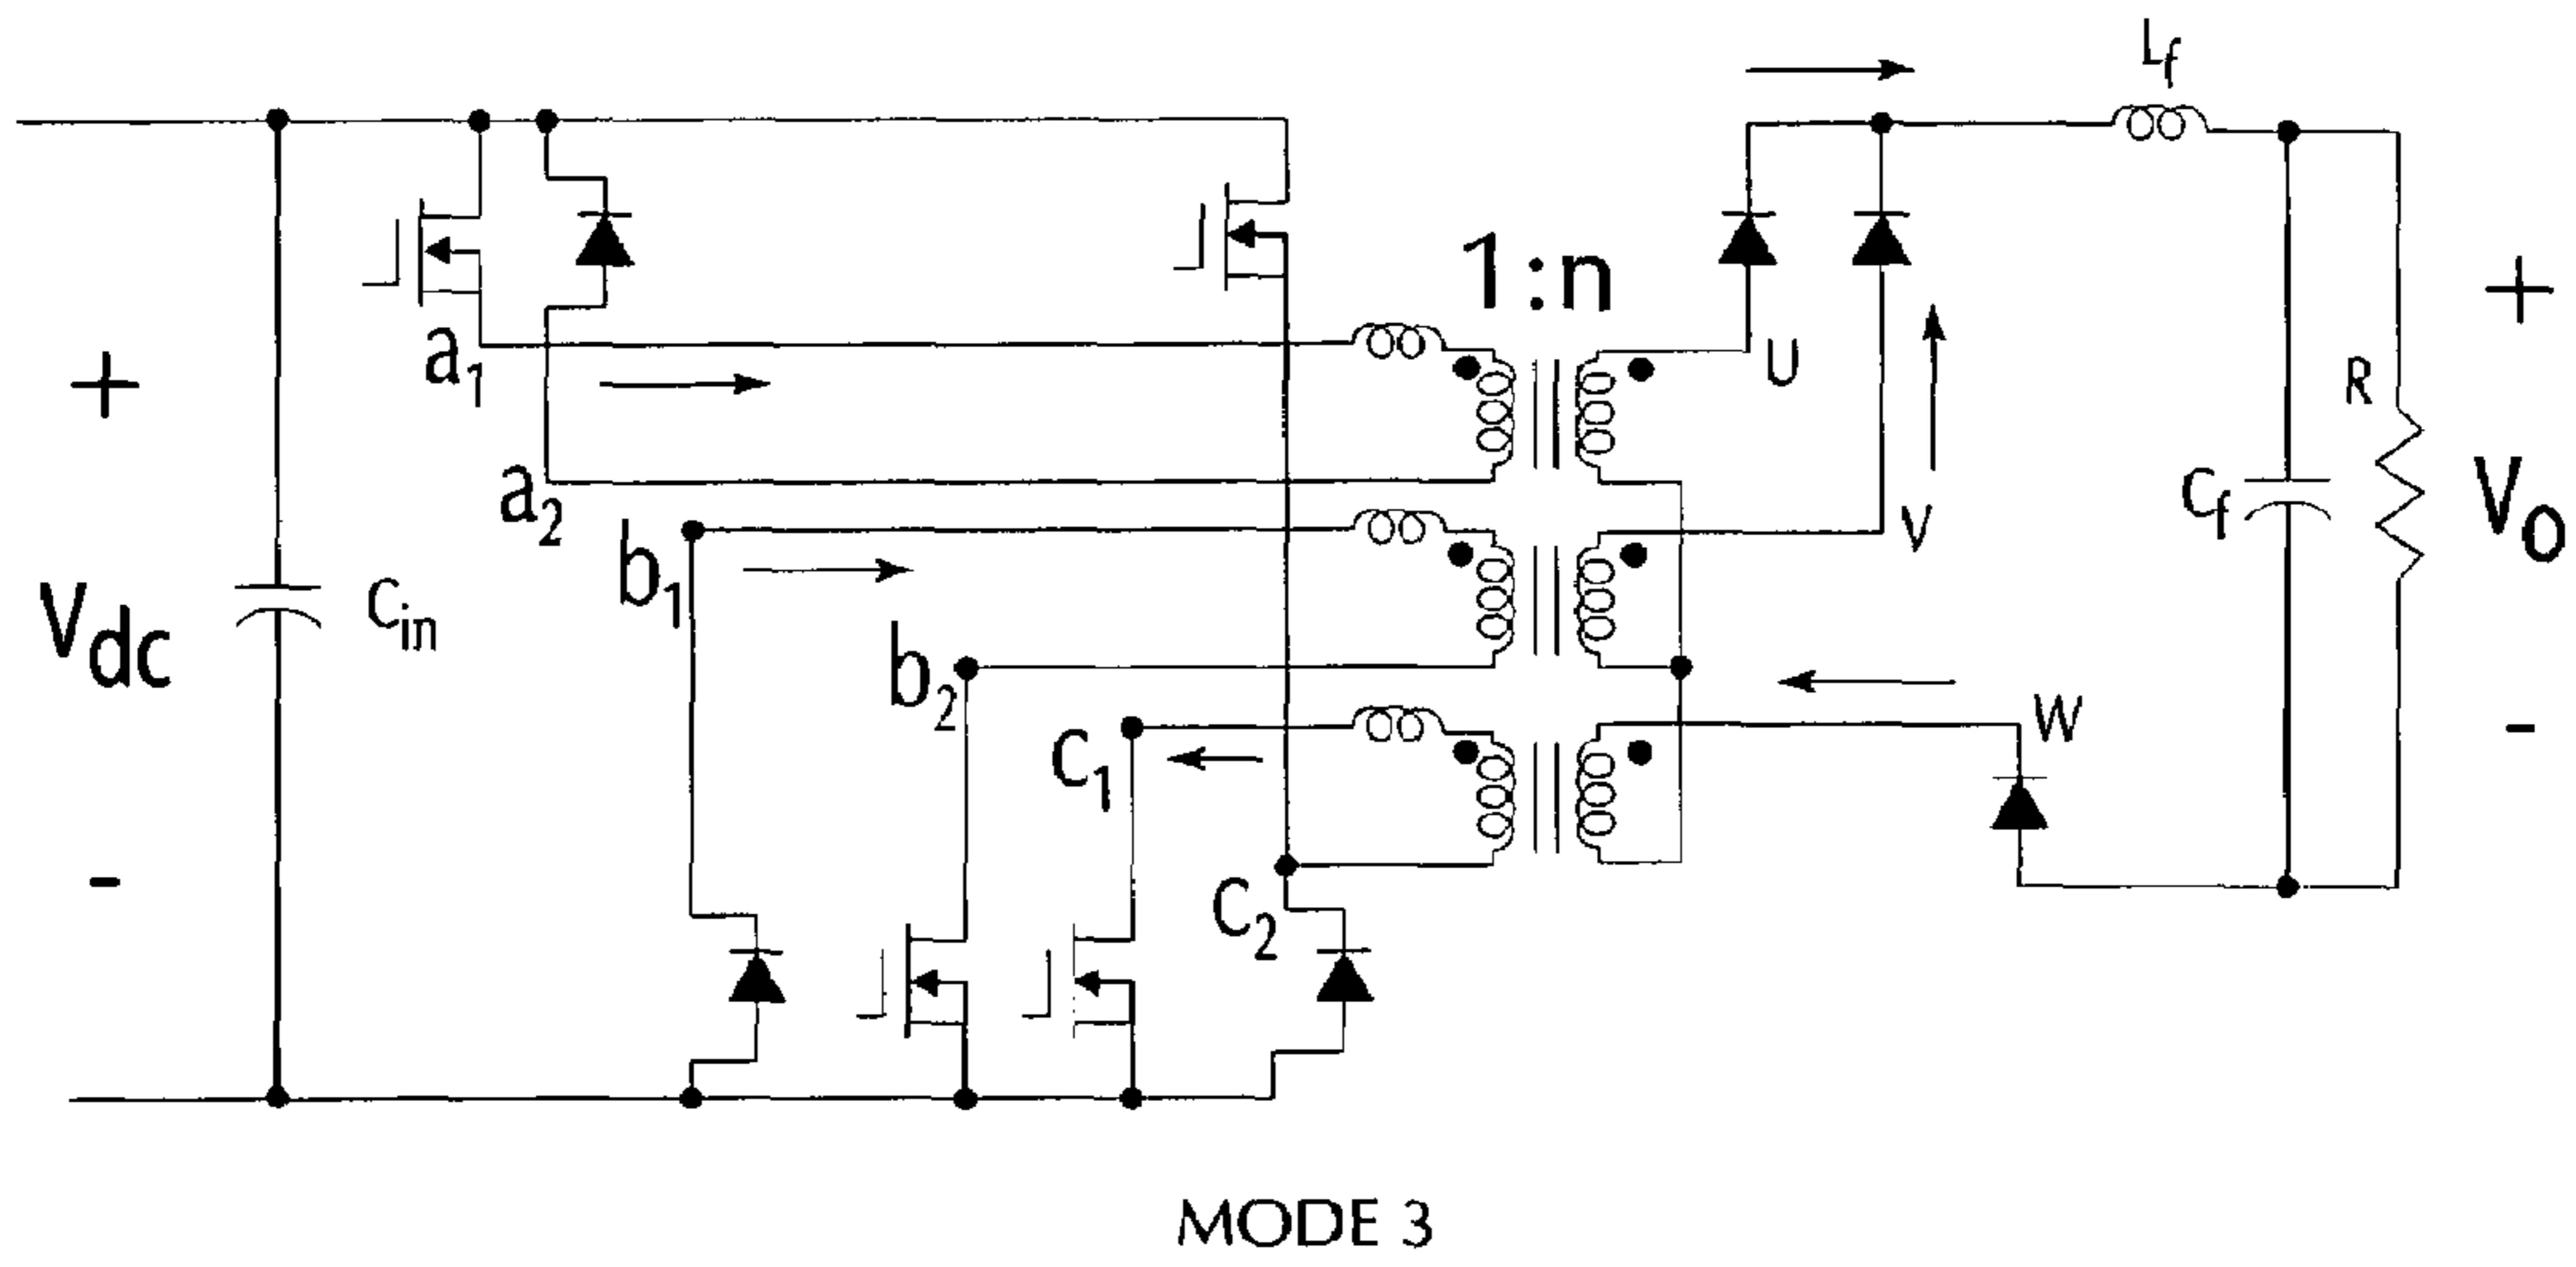 Lf
1:n
a1
U
+
+
R
a2
b1
V
Cf
Vo
Vdc
Cin
b2
W
C1
-
-
C2
MODE 3